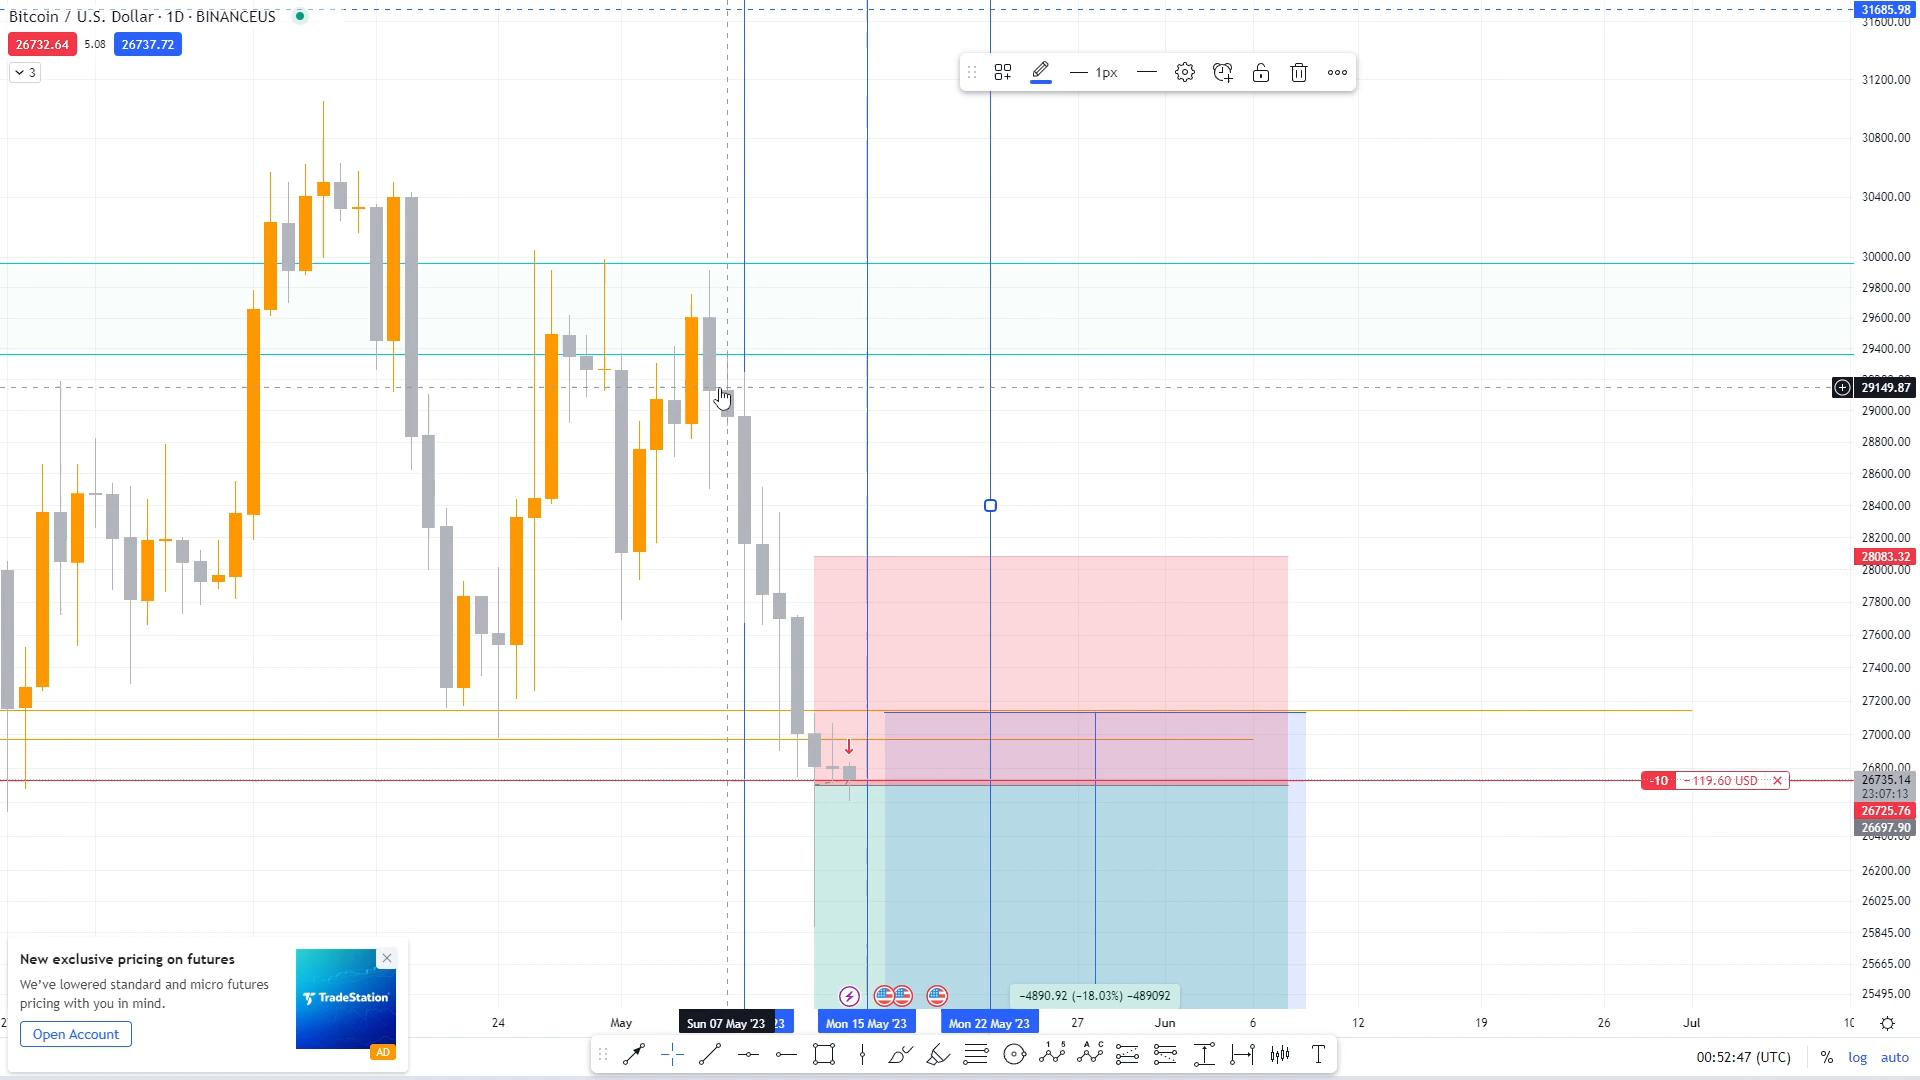 Bitcoin / U.S. Dollar · 1D · BINANCEUS
26732.64 5.08 26737.72
3
1px
31685.98
31600.00
31200.00
30800.00
30400.00
30000.00
29800.00
29600.00
29400.00
29149.87
29000.00
28800.00
28600.00
28400.00
28200.00
28083.32
28000.00
27800.00
27600.00
27400.00
27200.00
27000.00
26800.00
-10 -119.60 USD
26735.14
23:07:13
26725.76
26697.90
26400.00
26200.00
26025.00
25845.00
25665.00
25495.00
-4890.92 (-18.03%) -489092
New exclusive pricing on futures
We've lowered standard and micro futures
pricing with you in mind.
Open Account
TradeStation
AD
24 May Sun 07 May '23 23 Mon 15 May '23 Mon 22 May '23 27 Jun 6 12 19 26 Jul
00:52:47 (UTC) % log auto